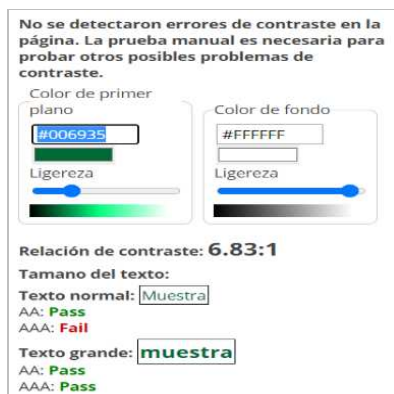 No se detectaron errores de contraste en la
página. La prueba manual es necesaria para
probar otros posibles problemas de
contraste.
Color de primer
plano
#006935
Ligereza
Color de fondo
#FFFFFF
Ligereza
Relación de contraste: 6.83:1
Tamano del texto:
Texto normal: Muestra
AA: Pass
AAA: Fail
Texto grande: muestra
AA: Pass
AAA: Pass